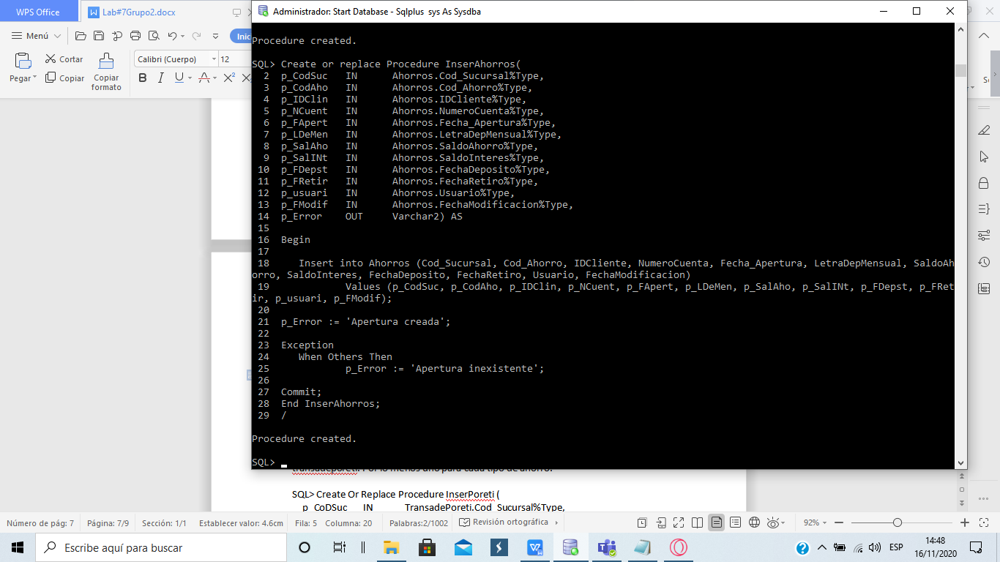 WPS Office
Lab#7Grupo2.docx
Administrador: Start Database - Sqlplus sys As Sysdba
Menú
Inic
Pegar
Cortar
Copiar
Copiar
formato
Calibri (Cuerpo)
12
B I U A X²
Procedure created.
SQL> Create or replace Procedure InserAhorros(
2 p_CodSuc IN Ahorros.Cod_Sucursal%Type,
3 p_CodAho IN Ahorros.Cod_Ahorro%Type,
4 p_IDClin IN Ahorros.IDCliente%Type,
5 p_NCuent IN Ahorros.NumeroCuenta%Type,
6 p_FApert IN Ahorros.Fecha_Apertura%Type,
7 p_LDeMen IN Ahorros.LetraDepMensual%Type,
8 p_SalAho IN Ahorros.SaldoAhorro%Type,
9 p_SalINt IN Ahorros.SaldoInteres%Type,
10 p_FDepst IN Ahorros.FechaDeposito%Type,
11 p_FRetir IN Ahorros.FechaRetiro%Type,
12 p_usuari IN Ahorros.Usuario%Type,
13 p_FModif IN Ahorros.FechaModificacion%Type,
14 p_Error OUT Varchar2) AS
15
16 Begin
17
18 Insert into Ahorros (Cod_Sucursal, Cod_Ahorro, IDCliente, NumeroCuenta, Fecha_Apertura, LetraDepMensual, SaldoAh
orro, SaldoInteres, FechaDeposito, FechaRetiro, Usuario, FechaModificacion)
19 Values (p_CodSuc, p_CodAho, p_IDClin, p_NCuent, p_FApert, p_LDeMen, p_SalAho, p_SalINt, p_FDepst, p_FRet
ir, p_usuari, p_FModif);
20
21 p_Error := 'Apertura creada';
22
23 Exception
24 When Others Then
25 p_Error := 'Apertura inexistente';
26
27 Commit;
28 End InserAhorros;
29 /
Procedure created.
SQL>
transadeporeti. Por lo menos uno para cada tipo de ahorro.
SQL> Create Or Replace Procedure InserPoreti (
p_CoDSuc IN TransadePoreti.Cod_Sucursal%Type,
Número de pág: 7 Página: 7/9 Sección: 1/1 Establecer valor: 4.6cm Fila: 5 Columna: 20 Palabras:2/1002 Revisión ortográfica 92%
Escribe aquí para buscar
ESP
14:48
16/11/2020